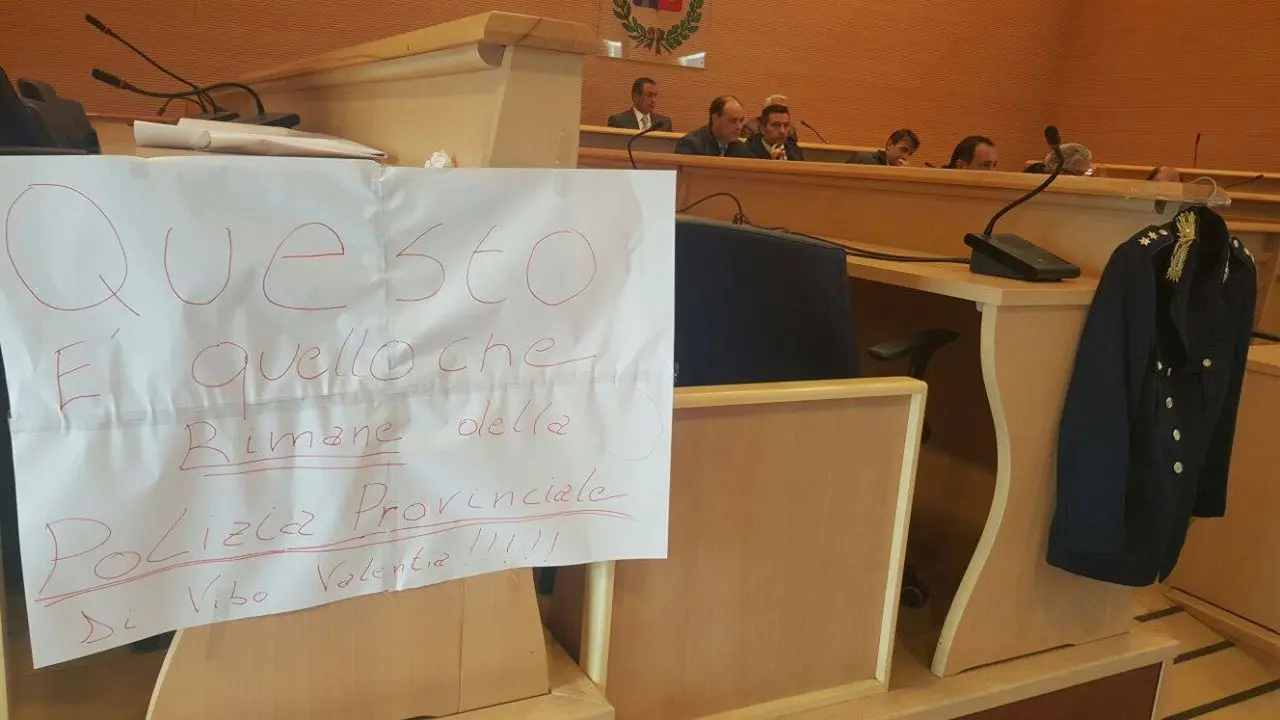 Questo
E' quello che
Rimane della
Polizia Provinciale
Di Vibo Valentia !!!!!!